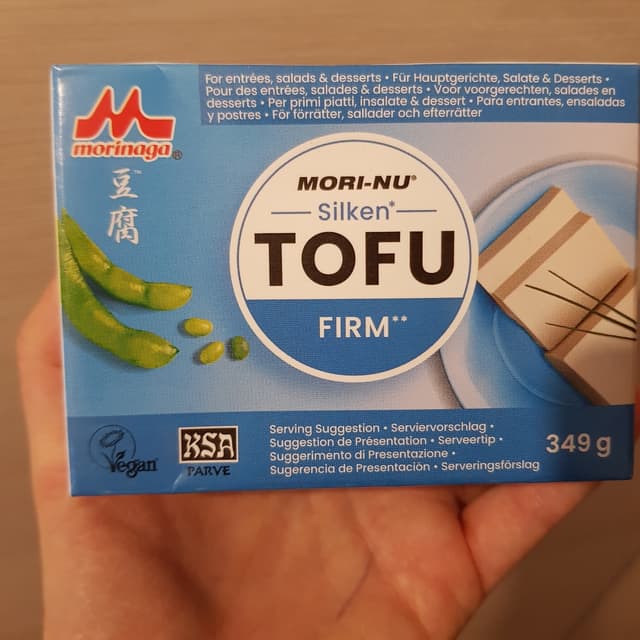 For entrées, salads & desserts • Für Hauptgerichte, Salate & Desserts •
Pour des entrées, salades & desserts • Voor voorgerechten, salades en
desserts • Per primi piatti, insalate & dessert • Para entrantes, ensaladas
y postres • För förrätter, sallader och efterrätter
morinaga®
豆™
腐
MORI-NU®
Silken*
TOFU
FIRM**
Vegan
KSA
PARVE
Serving Suggestion • Serviervorschlag •
Suggestion de Présentation • Serveertip •
Suggerimento di Presentazione •
Sugerencia de Presentación • Serveringsförslag
349 g